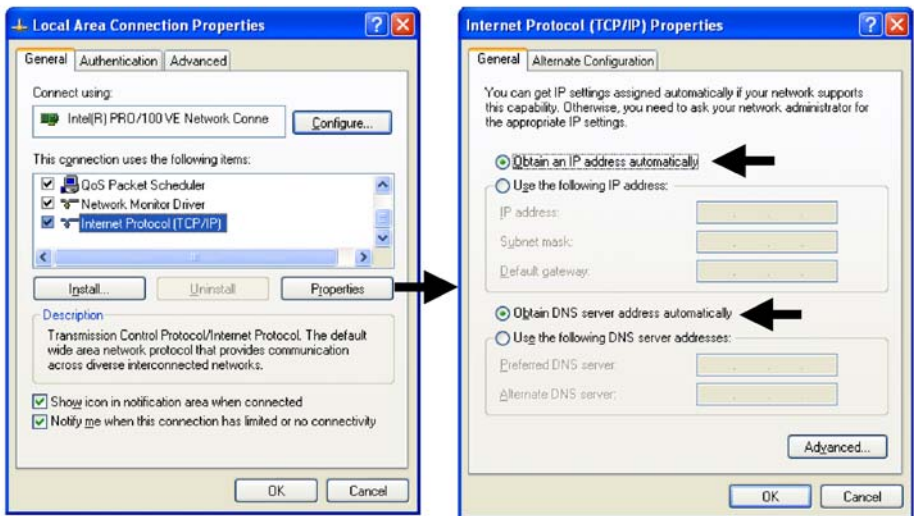 Local Area Connection Properties
General Authentication Advanced
Connect using:
Intel(R) PRO/100 VE Network Conne
Configure...
This connection uses the following items:
QoS Packet Scheduler
Network Monitor Driver
Internet Protocol (TCP/IP)
Install... Uninstall Properties
Description
Transmission Control Protocol/Internet Protocol. The default
wide area network protocol that provides communication
across diverse interconnected networks.
Show icon in notification area when connected
Notify me when this connection has limited or no connectivity
OK Cancel
Internet Protocol (TCP/IP) Properties
General Alternate Configuration
You can get IP settings assigned automatically if your network supports
this capability. Otherwise, you need to ask your network administrator for
the appropriate IP settings.
Obtain an IP address automatically
Use the following IP address:
IP address:
Subnet mask:
Default gateway:
Obtain DNS server address automatically
Use the following DNS server addresses:
Preferred DNS server:
Alternate DNS server:
Advanced...
OK Cancel